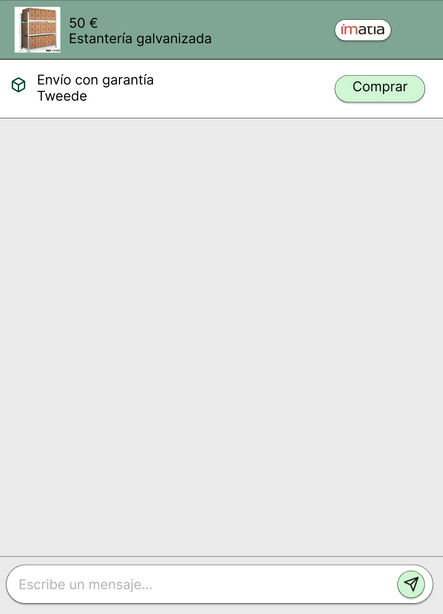 50 €
Estantería galvanizada
imatia
Envío con garantía
Tweede
Comprar
Escribe un mensaje...